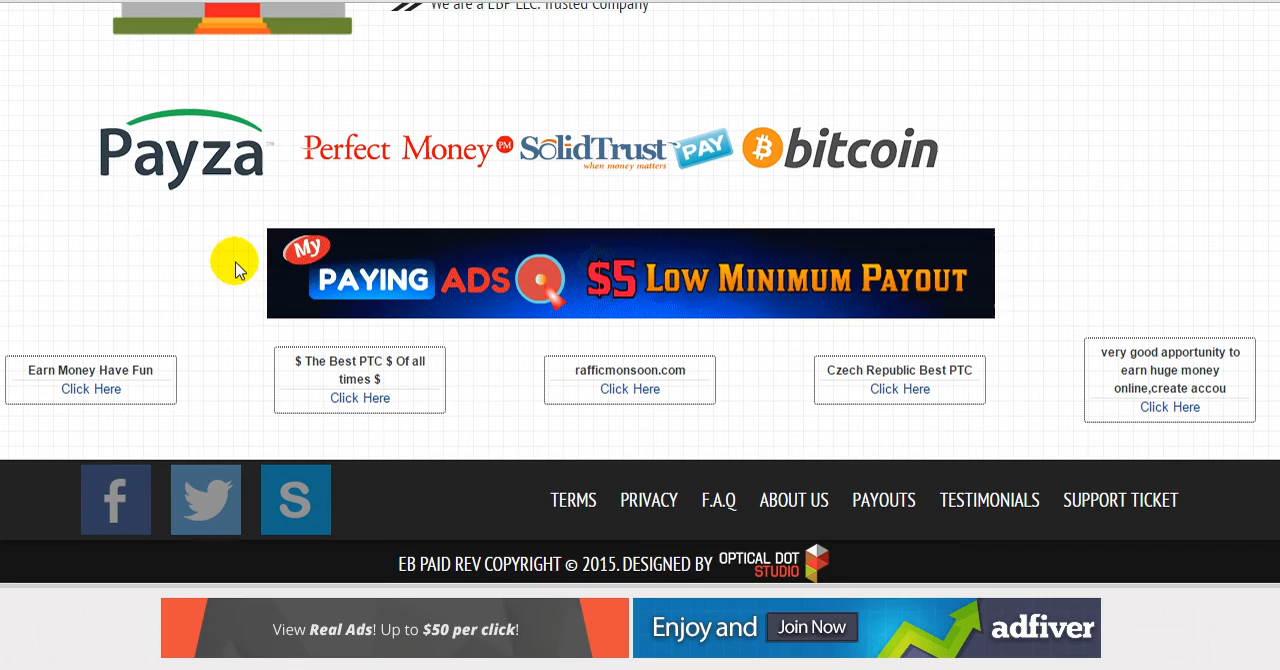 We are a EBP LLC. Trusted Company
Payza
Perfect Money PM
SolidTrust PAY
when money matters
bitcoin
My
PAYING ADS $5 LOW MINIMUM PAYOUT
Earn Money Have Fun
Click Here
$ The Best PTC $ Of all
times $
Click Here
rafficmonsoon.com
Click Here
Czech Republic Best PTC
Click Here
very good apportunity to
earn huge money
online,create accou
Click Here
TERMS PRIVACY F.A.Q ABOUT US PAYOUTS TESTIMONIALS SUPPORT TICKET
EB PAID REV COPYRIGHT © 2015. DESIGNED BY OPTICAL DOT
STUDIO
View Real Ads! Up to $50 per click!
Enjoy and Join Now adfiver